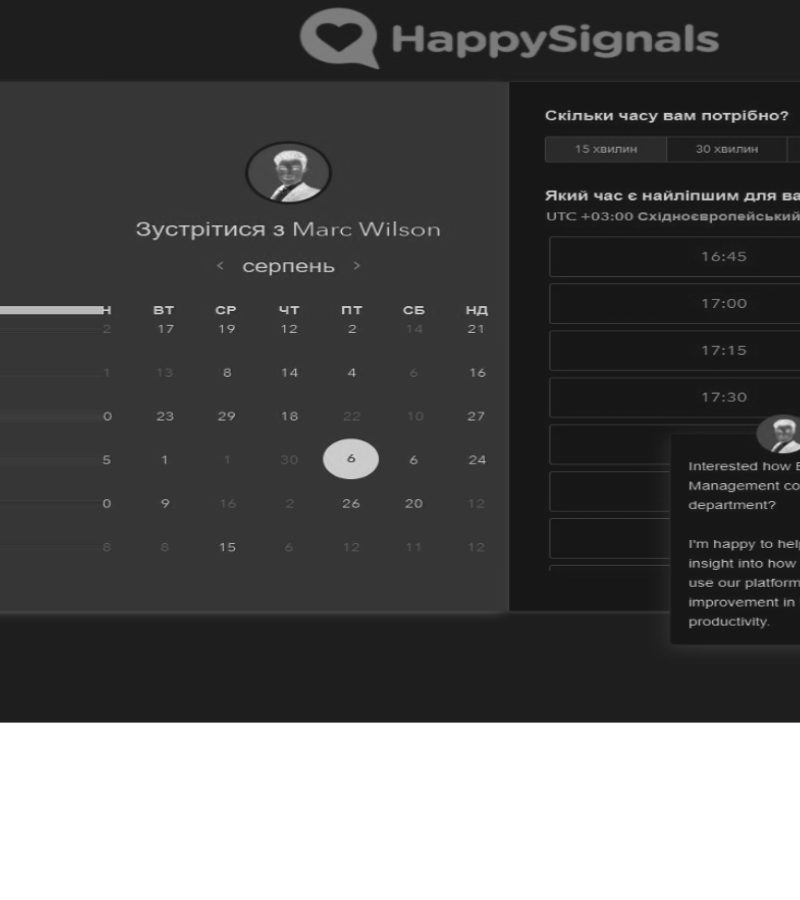 HappySignals
Зустрітися з Marc Wilson
< серпень >
Н ВТ СР ЧТ ПТ СБ НД
2 17 19 12 2 14 21
1 13 8 14 4 6 16
0 23 29 18 22 10 27
5 1 1 30 6 6 24
0 9 16 2 26 20 12
8 8 15 6 12 11 12
Скільки часу вам потрібно?
15 хвилин 30 хвилин
Який час є найліпшим для ва
UTC +03:00 Східноєвропейський
16:45
17:00
17:15
17:30
Interested how E
Management co
department?
I'm happy to help
insight into how
use our platform
improvement in
productivity.